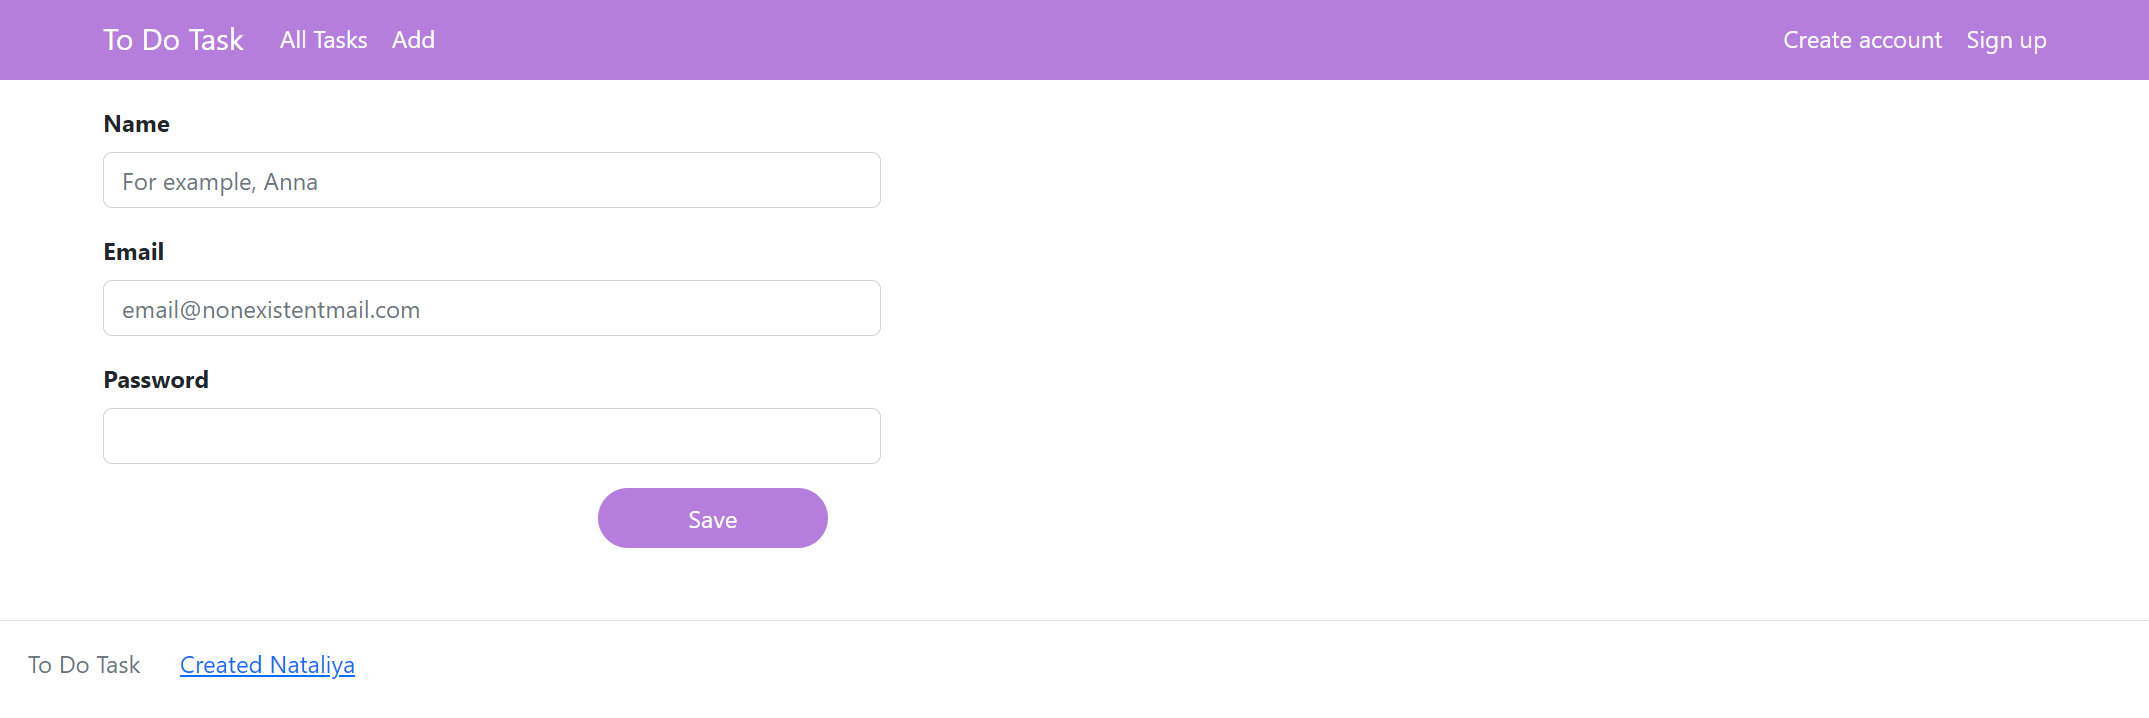 To Do Task All Tasks Add Create account Sign up
Name
For example, Anna
Email
email@nonexistentmail.com
Password
Save
To Do Task Created Nataliya